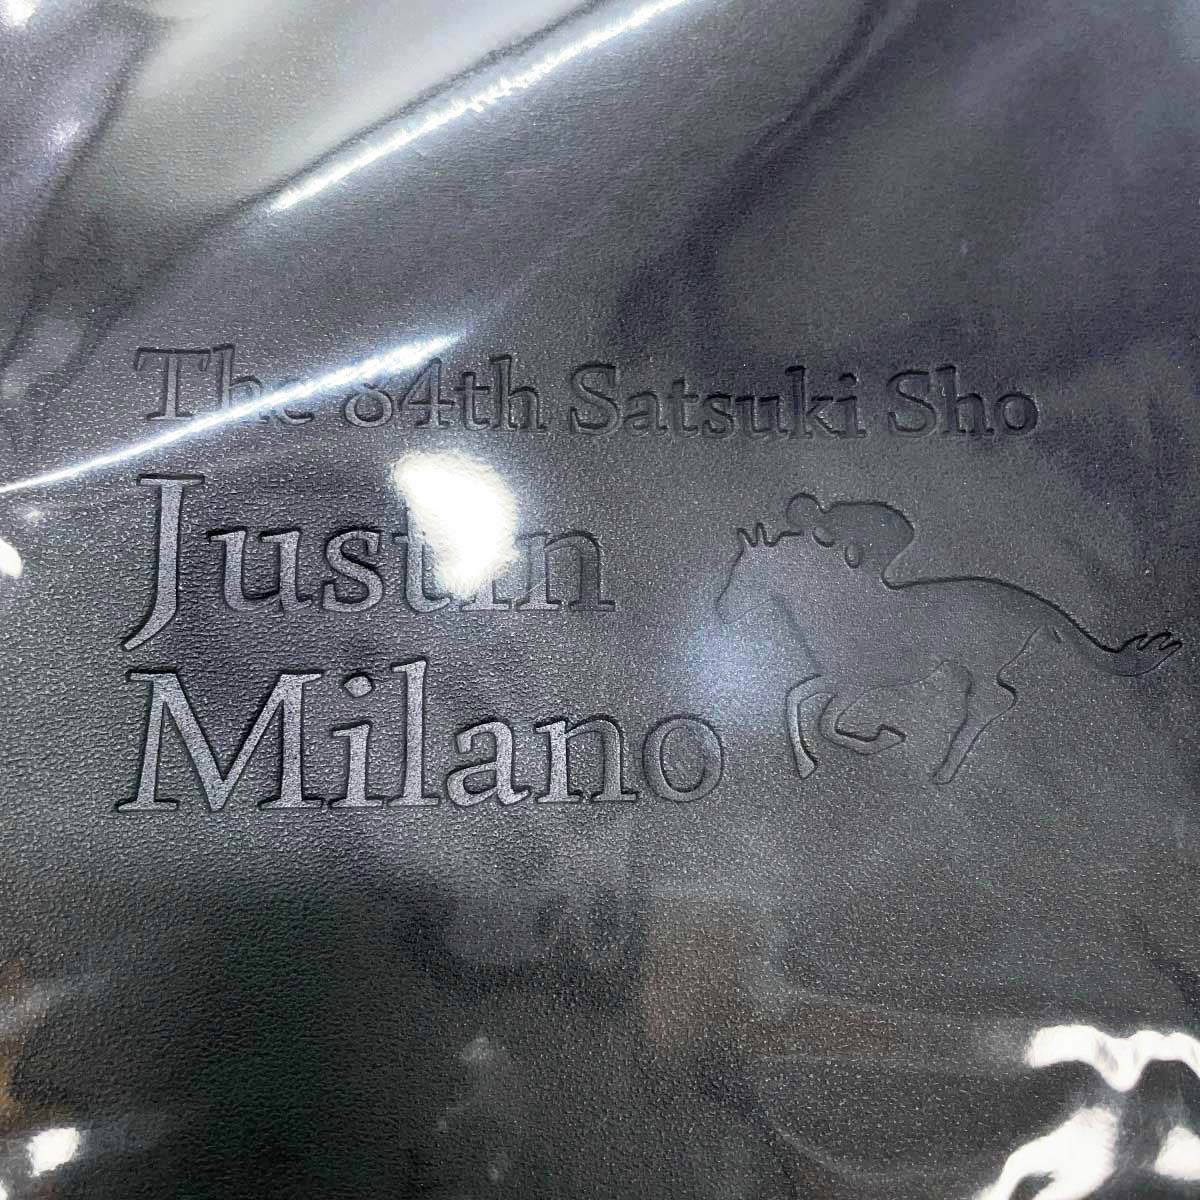 The 84th Satsuki Sho
Justin
Milano